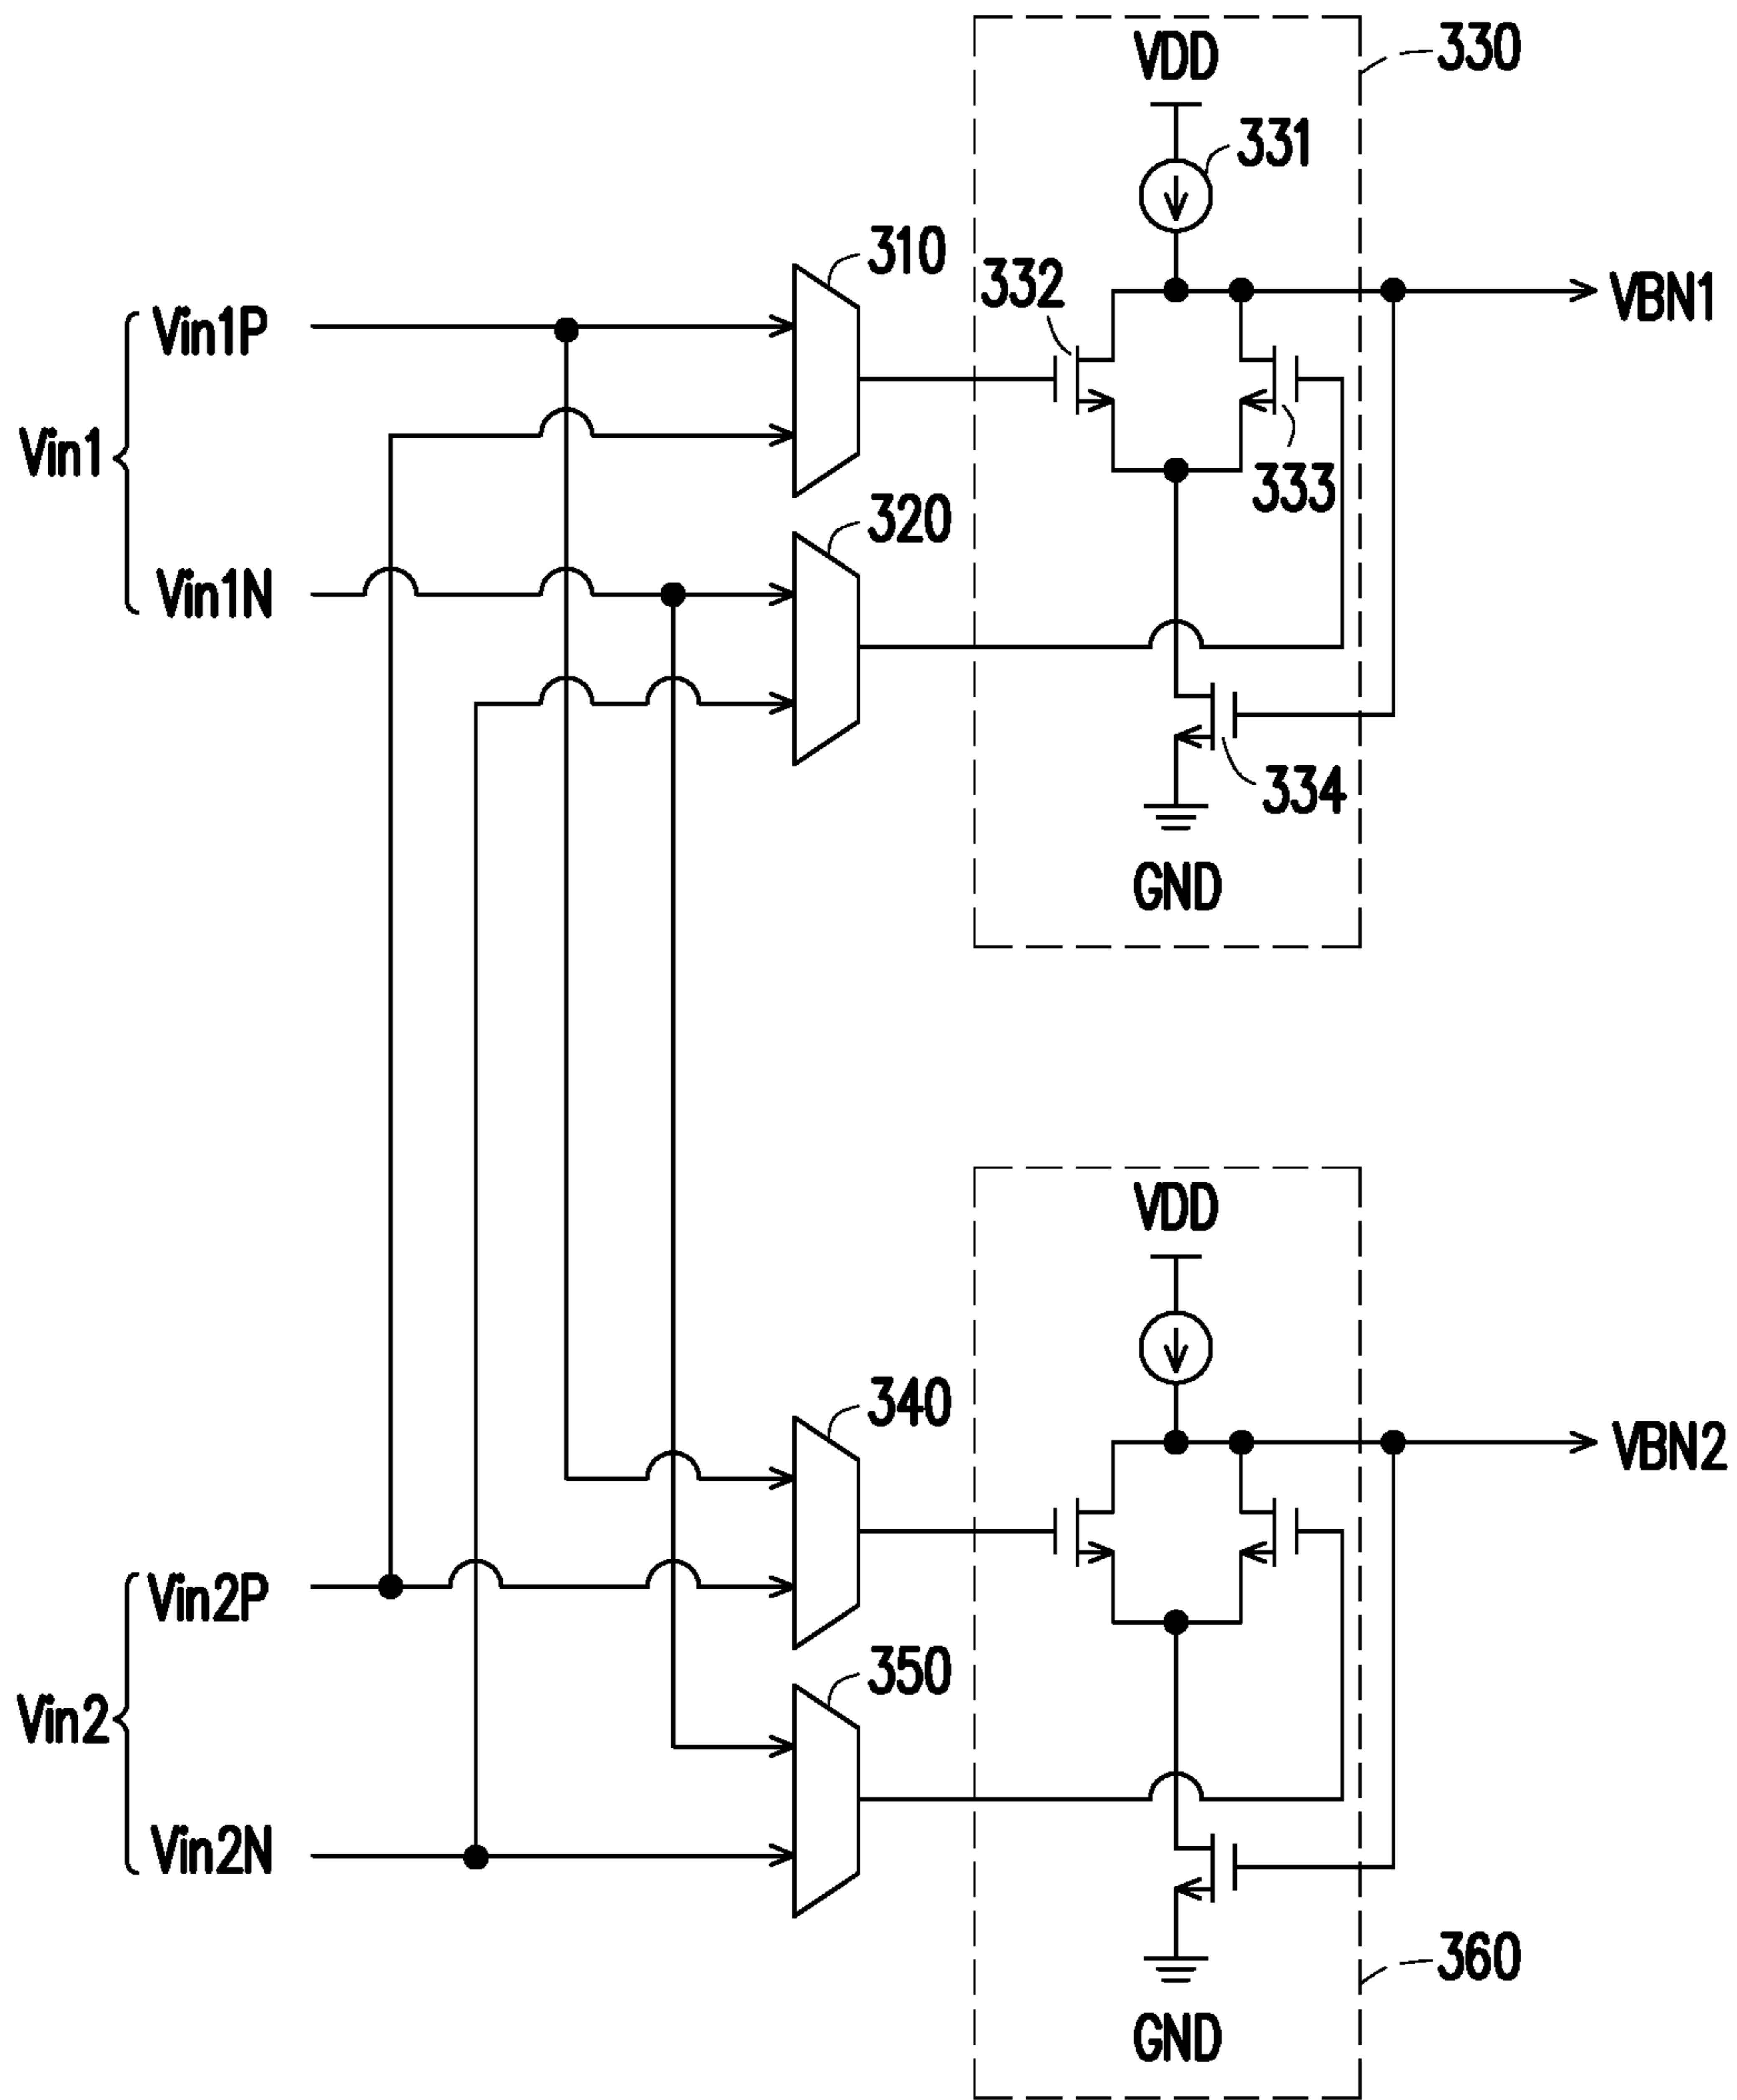 VDD
330
331
310
332
Vin1P
VBN1
Vin1
333
320
Vin1N
334
GND
VDD
340
VBN2
Vin2P
350
Vin2
Vin2N
360
GND